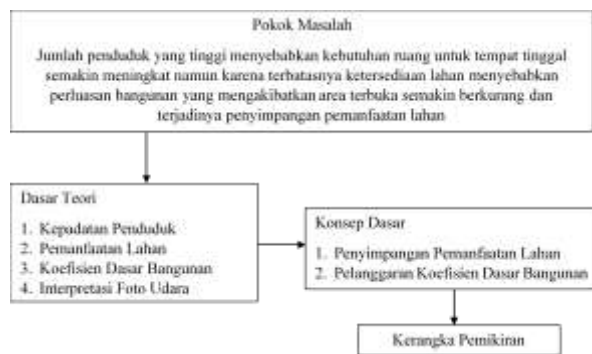 Pokok Masalah
Jumlah penduduk yang tinggi menyebabkan kebutuhan ruang untuk tempat tinggal
semakin meningkat namun karena terbatasnya ketersediaan lahan menyebabkan
perluasan bangunan yang mengakibatkan area terbuka semakin berkurang dan
terjadinya penyimpangan pemanfaatan lahan
Dasar Teori
1. Kepadatan Penduduk
2. Pemanfaatan Lahan
3. Koefisien Dasar Bangunan
4. Interpretasi Foto Udara
Konsep Dasar
1. Penyimpangan Pemanfaatan Lahan
2. Pelanggaran Koefisien Dasar Bangunan
Kerangka Pemikiran